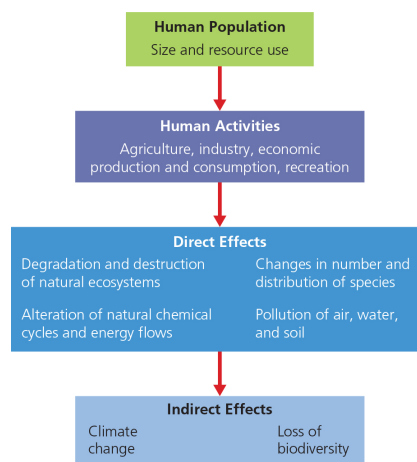 Human Population
Size and resource use
Human Activities
Agriculture, industry, economic
production and consumption, recreation
Direct Effects
Degradation and destruction
of natural ecosystems
Changes in number and
distribution of species
Alteration of natural chemical
cycles and energy flows
Pollution of air, water,
and soil
Indirect Effects
Climate
change
Loss of
biodiversity